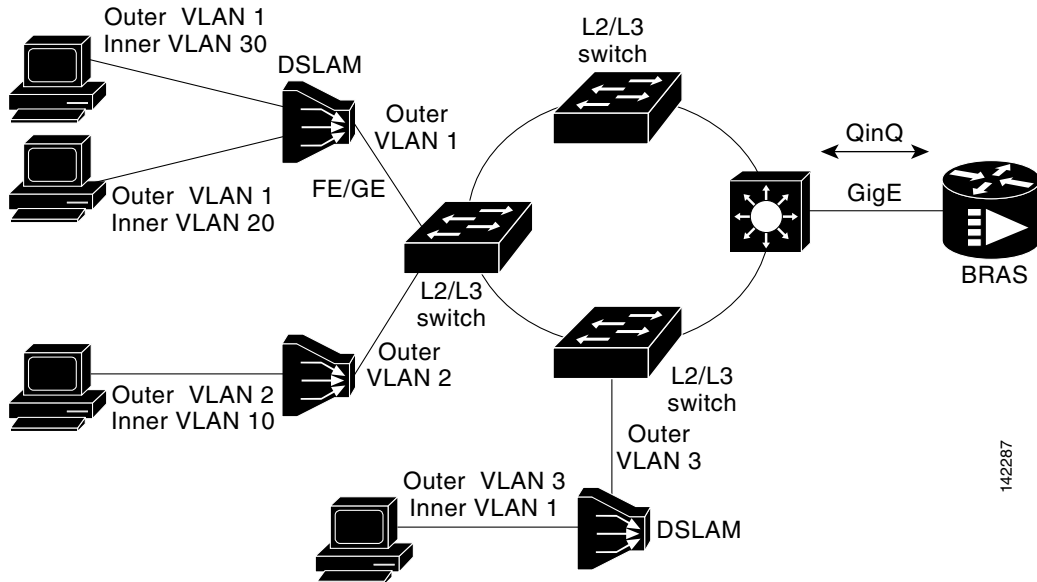 Outer VLAN 1
Inner VLAN 30
DSLAM
L2/L3
switch
Outer
VLAN 1
QinQ
FE/GE
GigE
Outer VLAN 1
Inner VLAN 20
BRAS
L2/L3
switch
Outer
VLAN 2
L2/L3
switch
Outer VLAN 2
Inner VLAN 10
Outer
VLAN 3
142287
Outer VLAN 3
Inner VLAN 1
DSLAM